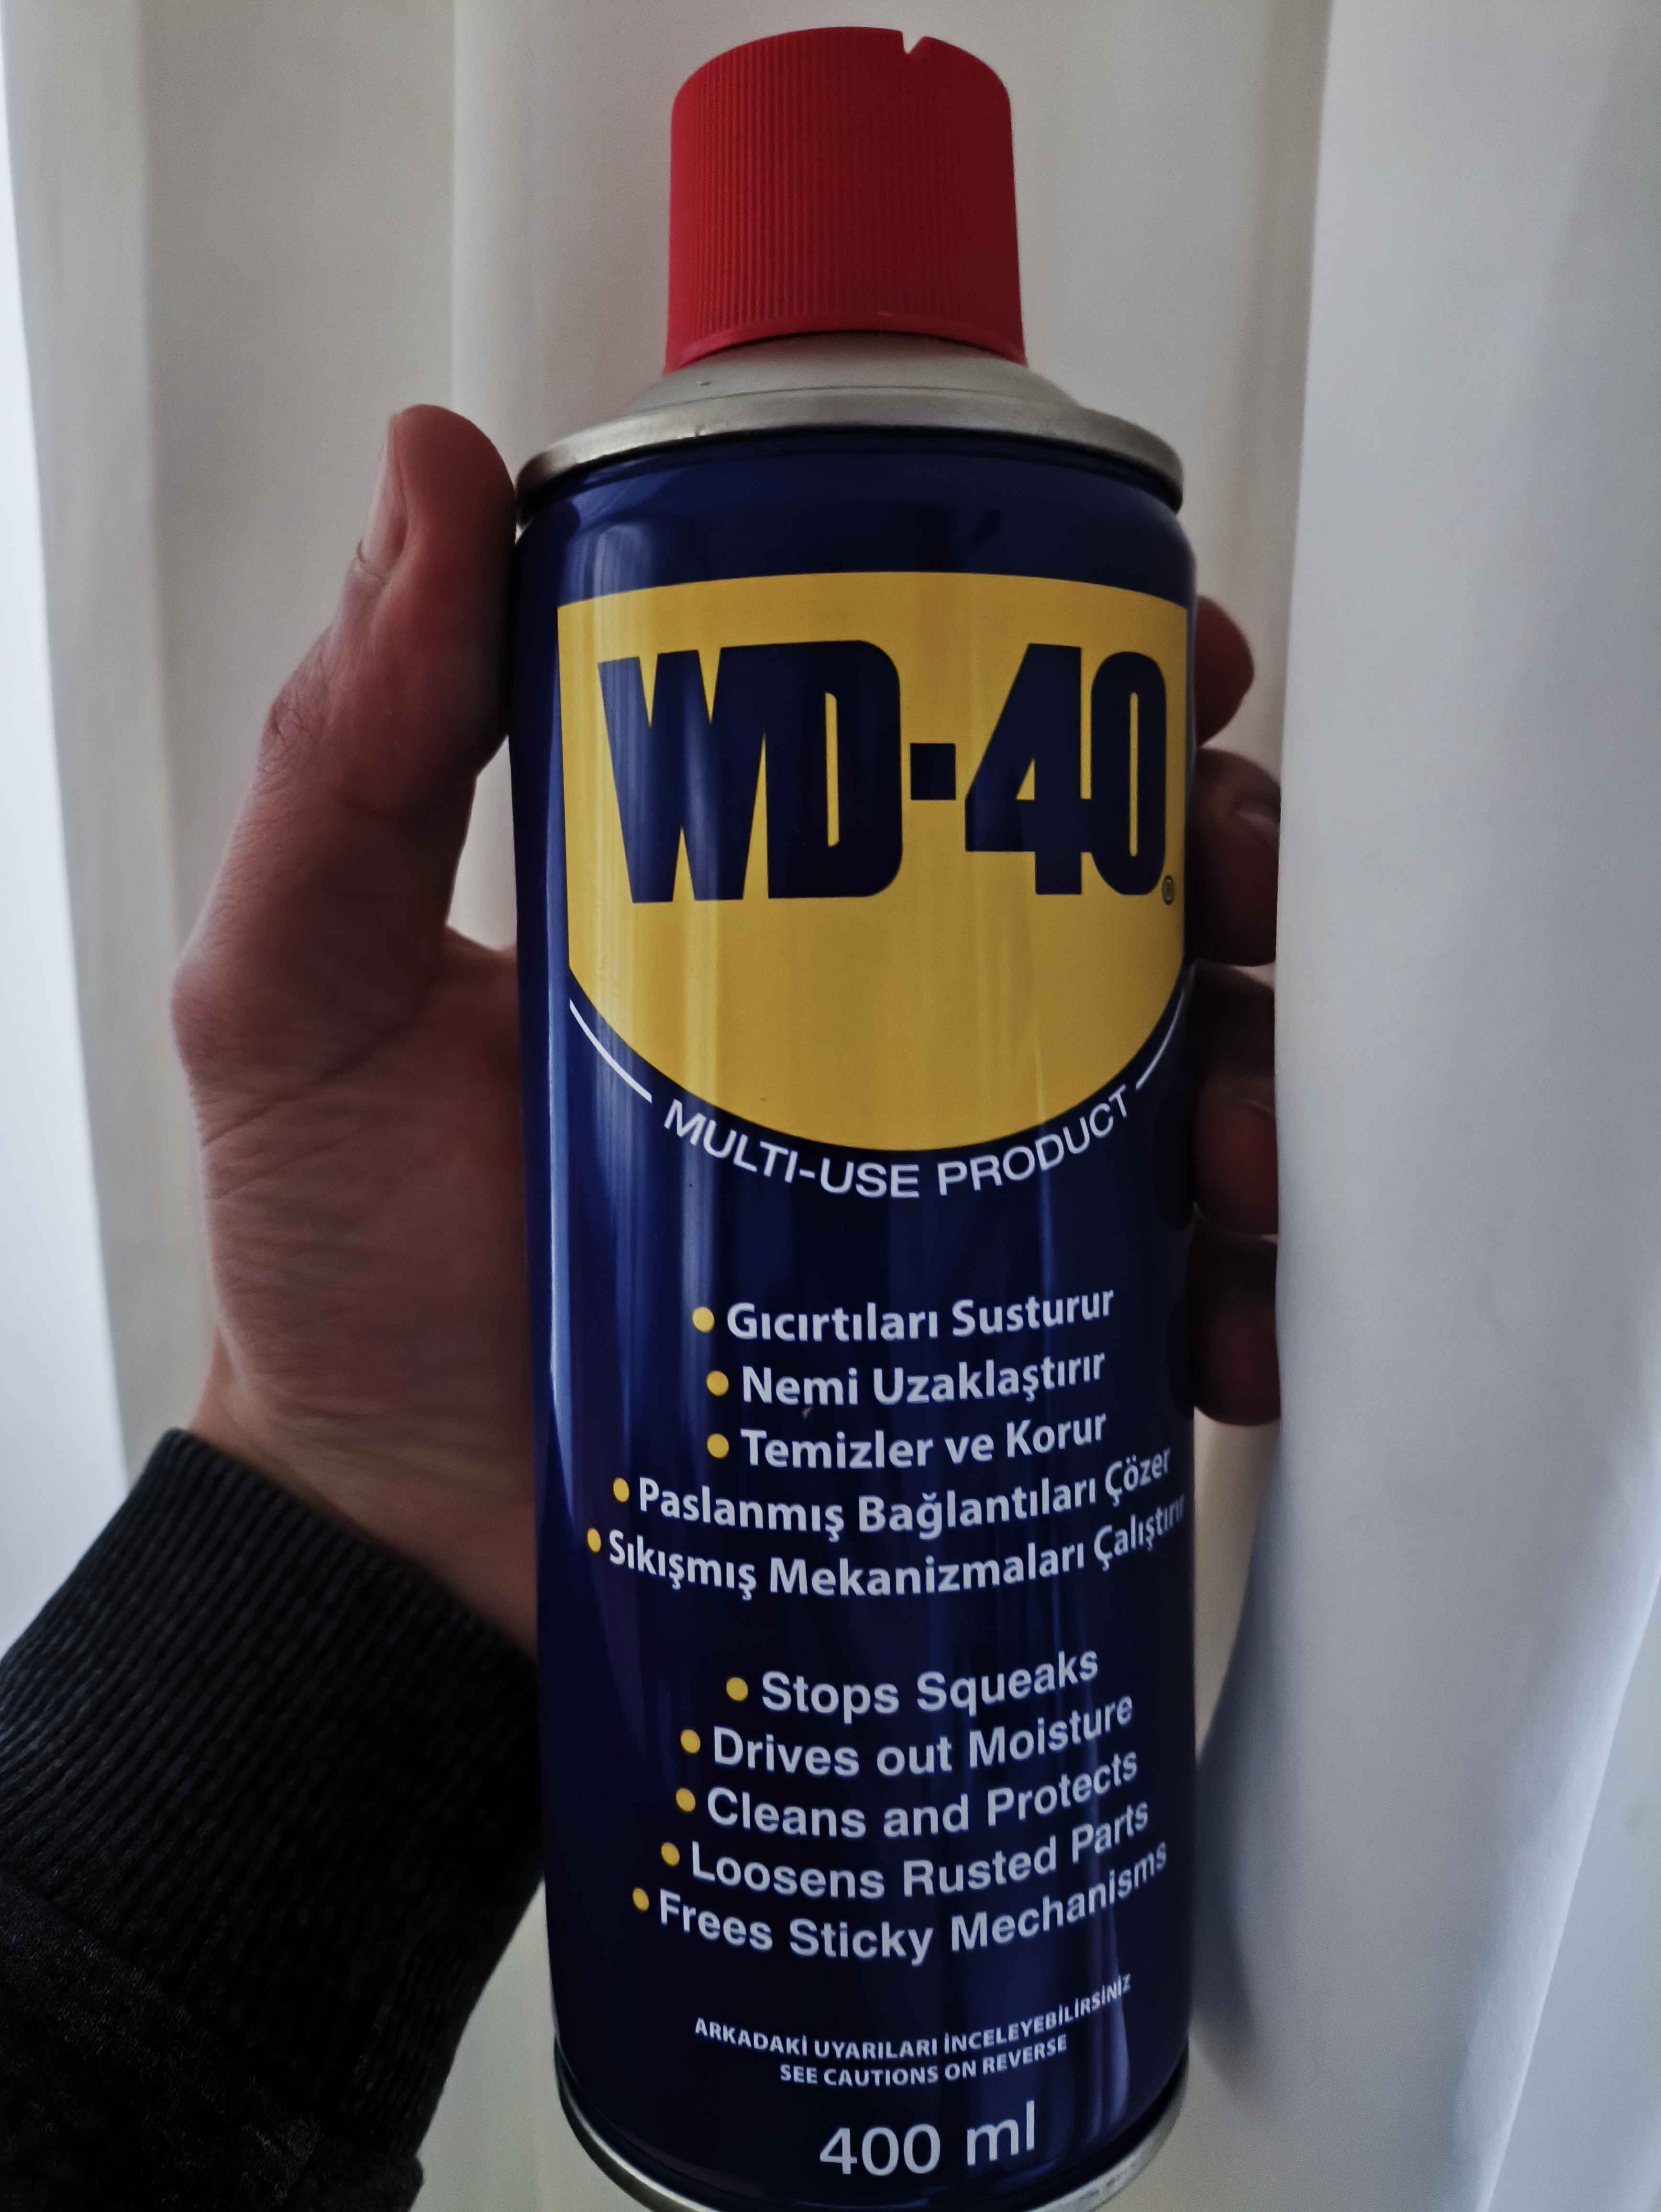 WD-40®
MULTI-USE PRODUCT
• Gıcırtıları Susturur
• Nemi Uzaklaştırır
• Temizler ve Korur
• Paslanmış Bağlantıları Çözer
• Sıkışmış Mekanizmaları Çalıştırır
• Stops Squeaks
• Drives out Moisture
• Cleans and Protects
• Loosens Rusted Parts
• Frees Sticky Mechanisms
ARKADAKİ UYARILARI İNCELEYEBİLİRSİNİZ
SEE CAUTIONS ON REVERSE
400 ml